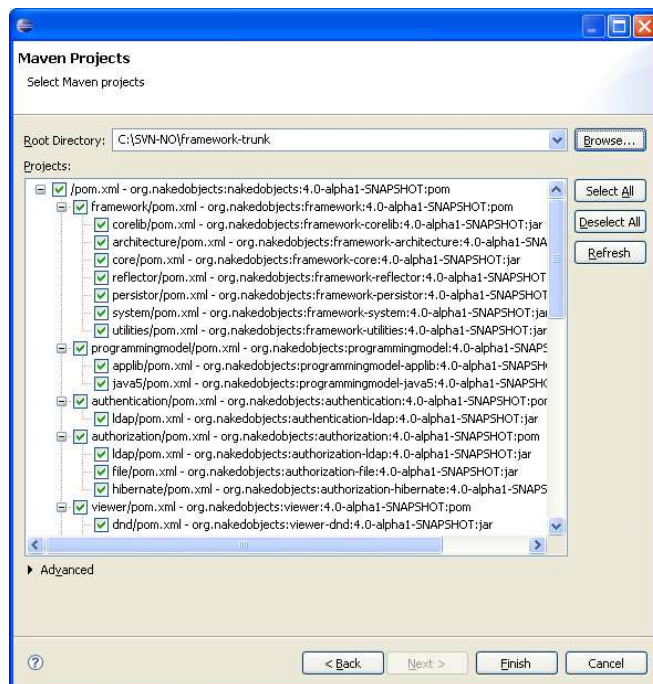 Maven Projects
Select Maven projects
Root Directory: C:\SVN-NO\framework-trunk Browse...
Projects:
/pom.xml - org.nakedobjects:nakedobjects:4.0-alpha1-SNAPSHOT:pom
framework/pom.xml - org.nakedobjects:framework:4.0-alpha1-SNAPSHOT:pom
corelib/pom.xml - org.nakedobjects:framework-corelib:4.0-alpha1-SNAPSHOT:jar
architecture/pom.xml - org.nakedobjects:framework-architecture:4.0-alpha1-SNA
core/pom.xml - org.nakedobjects:framework-core:4.0-alpha1-SNAPSHOT:jar
reflector/pom.xml - org.nakedobjects:framework-reflector:4.0-alpha1-SNAPSHOT
persistor/pom.xml - org.nakedobjects:framework-persistor:4.0-alpha1-SNAPSHOT
system/pom.xml - org.nakedobjects:framework-system:4.0-alpha1-SNAPSHOT:jar
utilities/pom.xml - org.nakedobjects:framework-utilities:4.0-alpha1-SNAPSHOT:jar
programmingmodel/pom.xml - org.nakedobjects:programmingmodel:4.0-alpha1-SNAPS
applib/pom.xml - org.nakedobjects:programmingmodel-applib:4.0-alpha1-SNAPSH
java5/pom.xml - org.nakedobjects:programmingmodel-java5:4.0-alpha1-SNAPSHO
authentication/pom.xml - org.nakedobjects:authentication:4.0-alpha1-SNAPSHOT:pom
ldap/pom.xml - org.nakedobjects:authentication-ldap:4.0-alpha1-SNAPSHOT:jar
authorization/pom.xml - org.nakedobjects:authorization:4.0-alpha1-SNAPSHOT:pom
ldap/pom.xml - org.nakedobjects:authorization-ldap:4.0-alpha1-SNAPSHOT:jar
file/pom.xml - org.nakedobjects:authorization-file:4.0-alpha1-SNAPSHOT:jar
hibernate/pom.xml - org.nakedobjects:authorization-hibernate:4.0-alpha1-SNAPS
viewer/pom.xml - org.nakedobjects:viewer:4.0-alpha1-SNAPSHOT:pom
dnd/pom.xml - org.nakedobjects:viewer-dnd:4.0-alpha1-SNAPSHOT:jar
Select All
Deselect All
Refresh
Advanced
?
< Back Next > Finish Cancel